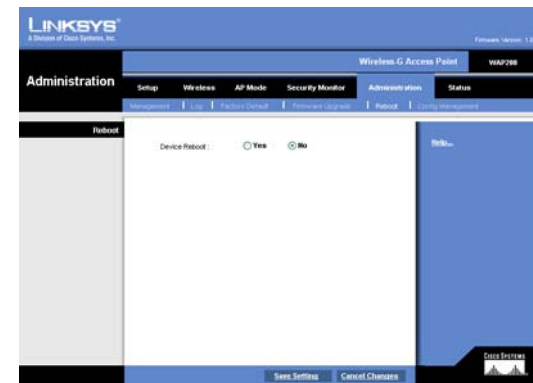 LINKSYS®
A Division of Cisco Systems, Inc.
Firmware Version: 1.0
Wireless-G Access Point WAP200
Administration
Setup Wireless AP Mode Security Monitor Administration Status
Management | Log | Factory Default | Firmware Upgrade | Reboot | Config Management
Reboot
Device Reboot : Yes No
Help...
Save Setting Cancel Changes
CISCO SYSTEMS